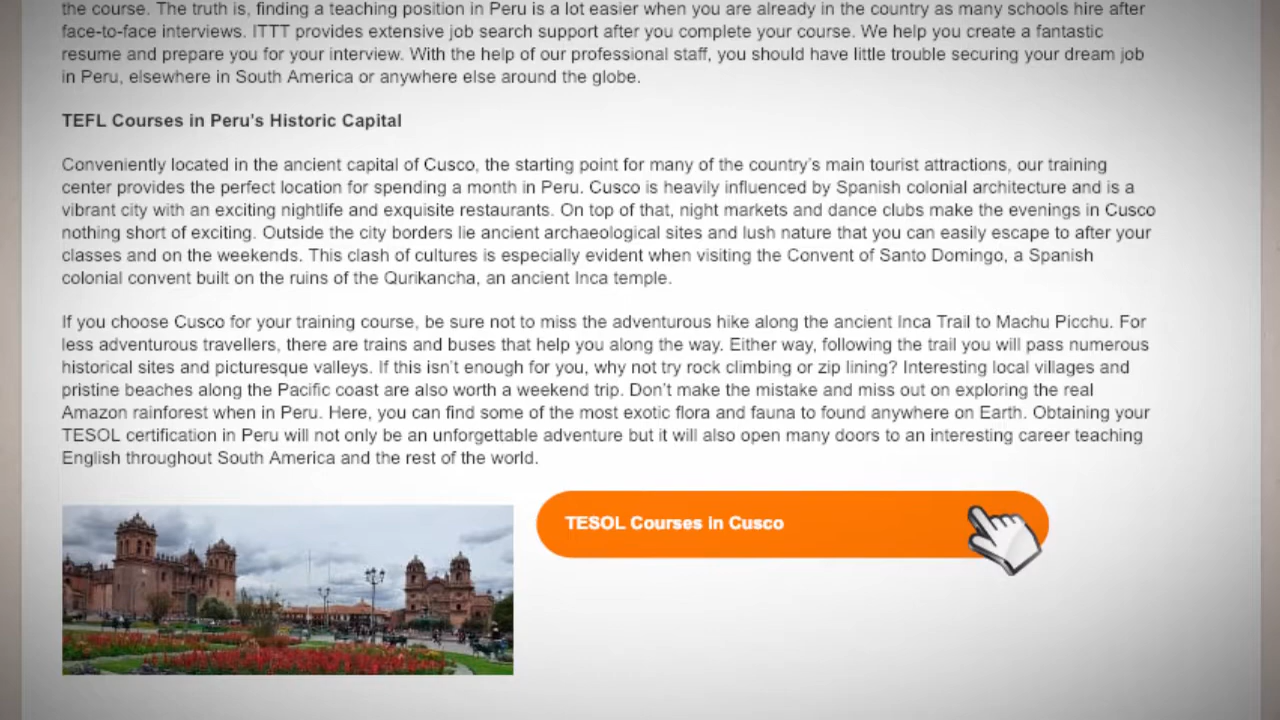 the course. The truth is, finding a teaching position in Peru is a lot easier when you are already in the country as many schools hire after
face-to-face interviews. ITTT provides extensive job search support after you complete your course. We help you create a fantastic
resume and prepare you for your interview. With the help of our professional staff, you should have little trouble securing your dream job
in Peru, elsewhere in South America or anywhere else around the globe.
TEFL Courses in Peru's Historic Capital
Conveniently located in the ancient capital of Cusco, the starting point for many of the country's main tourist attractions, our training
center provides the perfect location for spending a month in Peru. Cusco is heavily influenced by Spanish colonial architecture and is a
vibrant city with an exciting nightlife and exquisite restaurants. On top of that, night markets and dance clubs make the evenings in Cusco
nothing short of exciting. Outside the city borders lie ancient archaeological sites and lush nature that you can easily escape to after your
classes and on the weekends. This clash of cultures is especially evident when visiting the Convent of Santo Domingo, a Spanish
colonial convent built on the ruins of the Qurikancha, an ancient Inca temple.
If you choose Cusco for your training course, be sure not to miss the adventurous hike along the ancient Inca Trail to Machu Picchu. For
less adventurous travellers, there are trains and buses that help you along the way. Either way, following the trail you will pass numerous
historical sites and picturesque valleys. If this isn't enough for you, why not try rock climbing or zip lining? Interesting local villages and
pristine beaches along the Pacific coast are also worth a weekend trip. Don't make the mistake and miss out on exploring the real
Amazon rainforest when in Peru. Here, you can find some of the most exotic flora and fauna to found anywhere on Earth. Obtaining your
TESOL certification in Peru will not only be an unforgettable adventure but it will also open many doors to an interesting career teaching
English throughout South America and the rest of the world.
TESOL Courses in Cusco